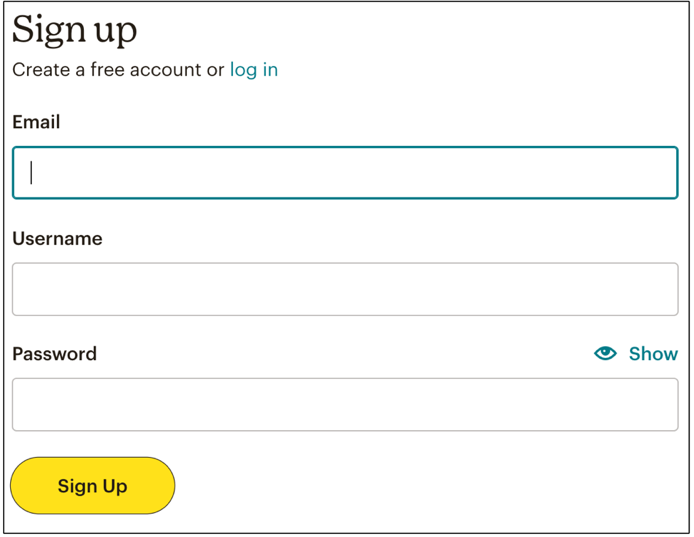 Sign up
Create a free account or log in
Email
Username
Password Show
Sign Up